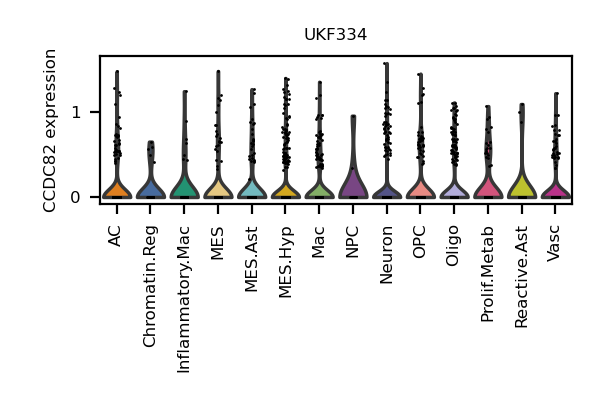 UKF334
CCDC82 expression
1
0
AC
Chromatin.Reg
Inflammatory.Mac
MES
MES.Ast
MES.Hyp
Mac
NPC
Neuron
OPC
Oligo
Prolif.Metab
Reactive.Ast
Vasc